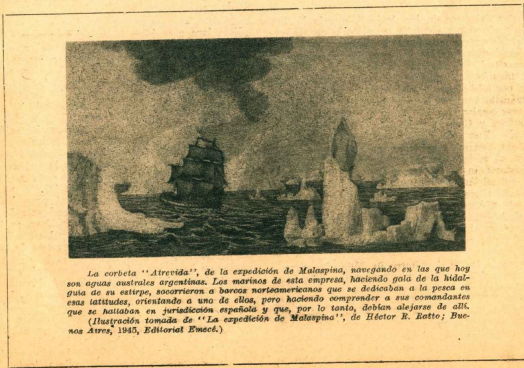 La corbeta "Atrevida", de la expedición de Malaspina, navegando en las que hoy
son aguas australes argentinas. Los marinos de esta empresa, haciendo gala de la hidal-
guía de su estirpe, socorrieron a barcos norteamericanos que se dedicaban a la pesca en
esas latitudes, orientando a uno de ellos, pero haciendo comprender a sus comandantes
que se hallaban en jurisdicción española y que, por lo tanto, debían alejarse de allí.
(Ilustración tomada de "La expedición de Malaspina", de Héctor R. Ratto; Bue-
nos Aires, 1945, Editorial Emecé.)